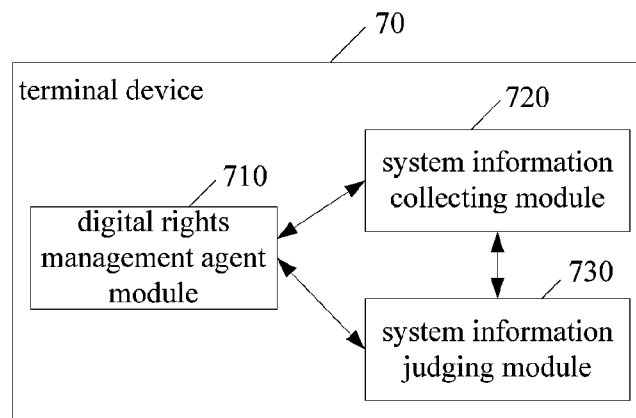 70
terminal device
720
system information
collecting module
710
digital rights
management agent
module
730
system information
judging module